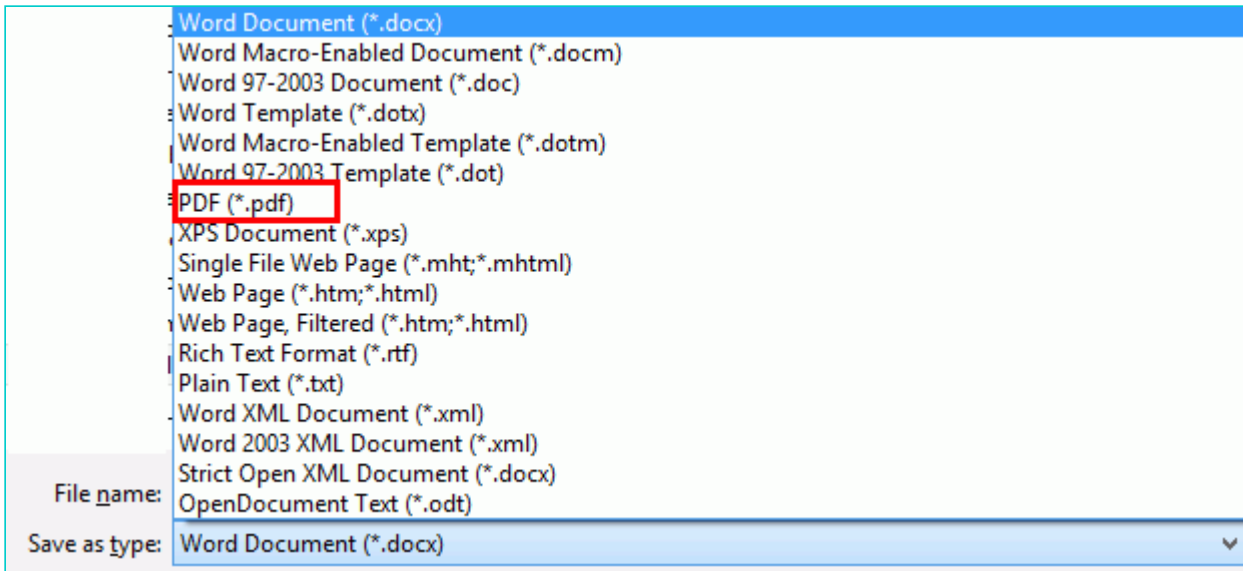 Word Document (*.docx)
Word Macro-Enabled Document (*.docm)
Word 97-2003 Document (*.doc)
Word Template (*.dotx)
Word Macro-Enabled Template (*.dotm)
Word 97-2003 Template (*.dot)
PDF (*.pdf)
XPS Document (*.xps)
Single File Web Page (*.mht;*.mhtml)
Web Page (*.htm;*.html)
Web Page, Filtered (*.htm;*.html)
Rich Text Format (*.rtf)
Plain Text (*.txt)
Word XML Document (*.xml)
Word 2003 XML Document (*.xml)
Strict Open XML Document (*.docx)
File name:
OpenDocument Text (*.odt)
Save as type: Word Document (*.docx)